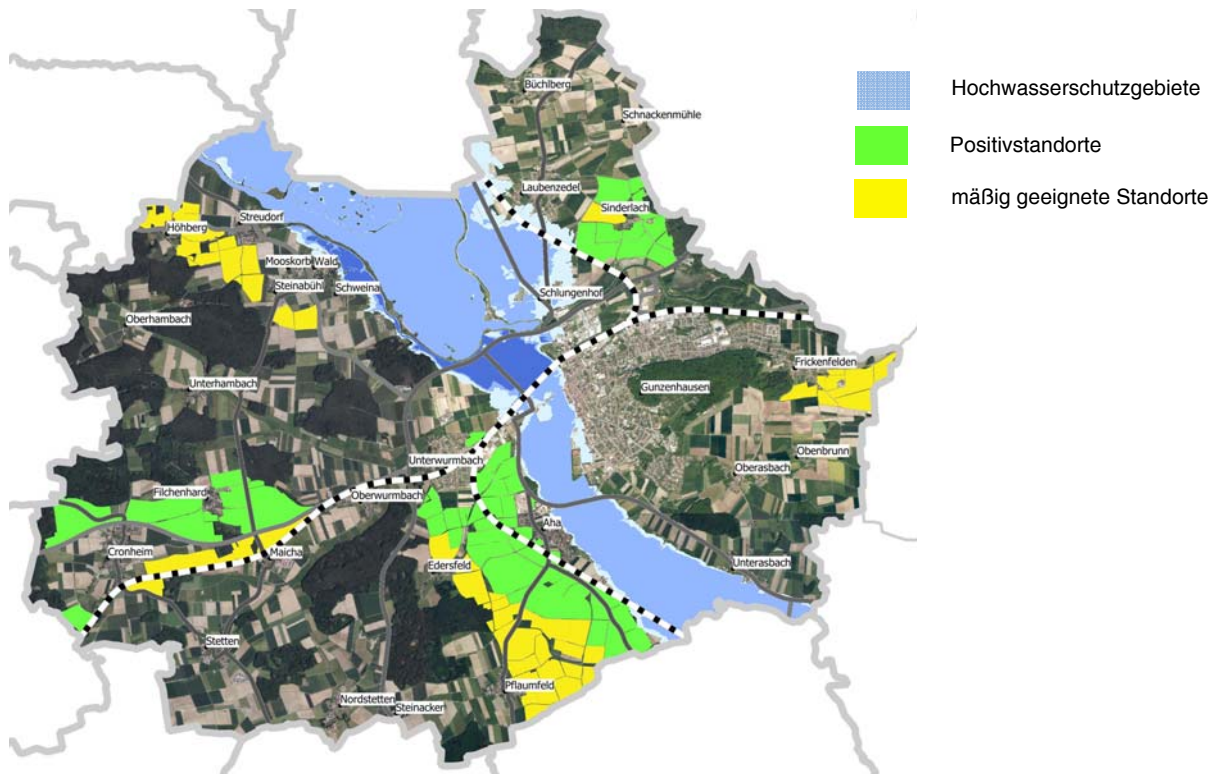 Büchlberg
Schnackenmühle
Laubenzedel
Sinderlach
Streudorf
Höhberg
Mooskorb Wald
Steinabühl
Schweina
Schlungenhof
Oberhambach
Frickenfelden
Unterhambach
Gunzenhausen
Obenbrunn
Unterwurmbach
Oberasbach
Filchenhard
Oberwurmbach
Aha
Cronheim
Maicha
Edersfeld
Unterasbach
Stetten
Pflaumfeld
Nordstetten
Steinacker
Hochwasserschutzgebiete
Positivstandorte
mäßig geeignete Standorte